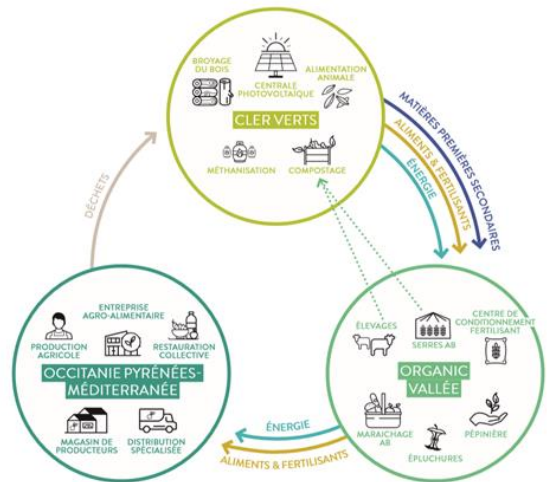 BROYAGE
DU BOIS
CENTRALE
PHOTOVOLTAÏQUE
ALIMENTATION
ANIMALE
CLER VERTS
MÉTHANISATION
COMPOSTAGE
MATIÈRES PREMIÈRES SECONDAIRES
ALIMENTS & FERTILISANTS
ÉNERGIE
DÉCHETS
ENTREPRISE
AGRO-ALIMENTAIRE
PRODUCTION
AGRICOLE
RESTAURATION
COLLECTIVE
OCCITANIE PYRÉNÉES-
MÉDITERRANÉE
MAGASIN DE
PRODUCTEURS
DISTRIBUTION
SPÉCIALISÉE
ÉLEVAGES
SERRES AB
CENTRE DE
CONDITIONNEMENT
FERTILISANT
ORGANIC
VALLÉE
MARAICHAGE
AB
ÉPLUCHURES
PÉPINIÈRE
ÉNERGIE
ALIMENTS & FERTILISANTS